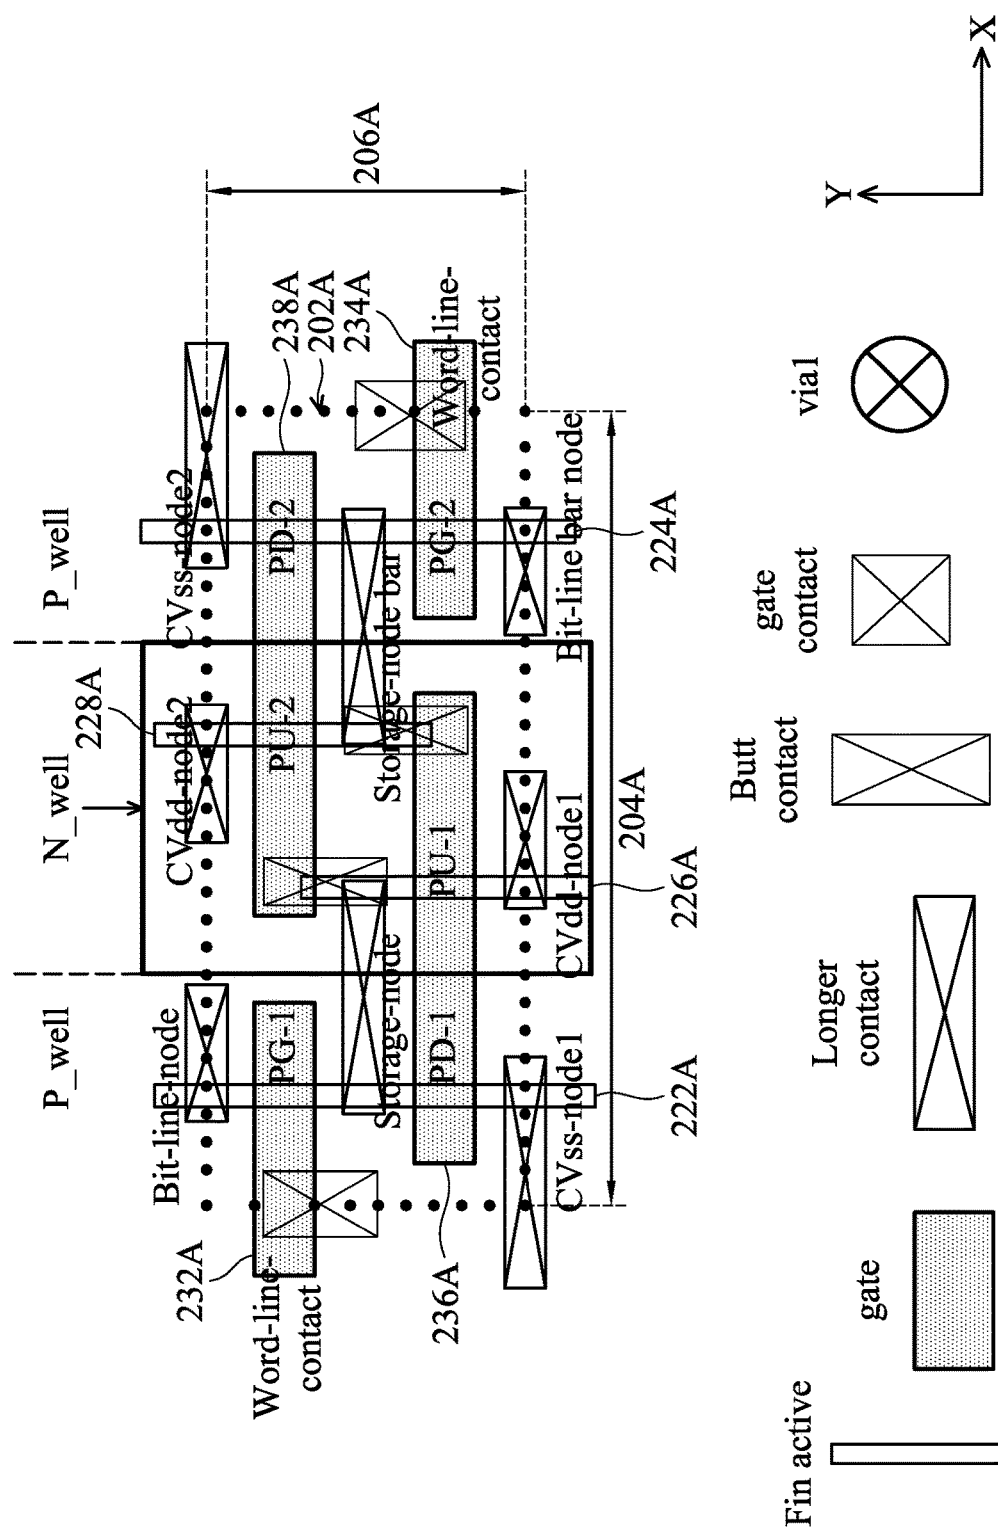 P_well
N_well
P_well
228A
Bit-line-node
CVdd-node2
CVss-node2
206A
232A
PG-1
PU-2
PD-2
238A
202A
234A
Word-line-
contact
Storage-node
Storage-node bar
236A
PD-1
PU-1
PG-2
Word-line-
contact
CVss-node1
CVdd-node1
Bit-line bar node
204A
222A
226A
224A
Fin active
gate
Longer
contact
Butt
contact
gate
contact
via1
Y
X